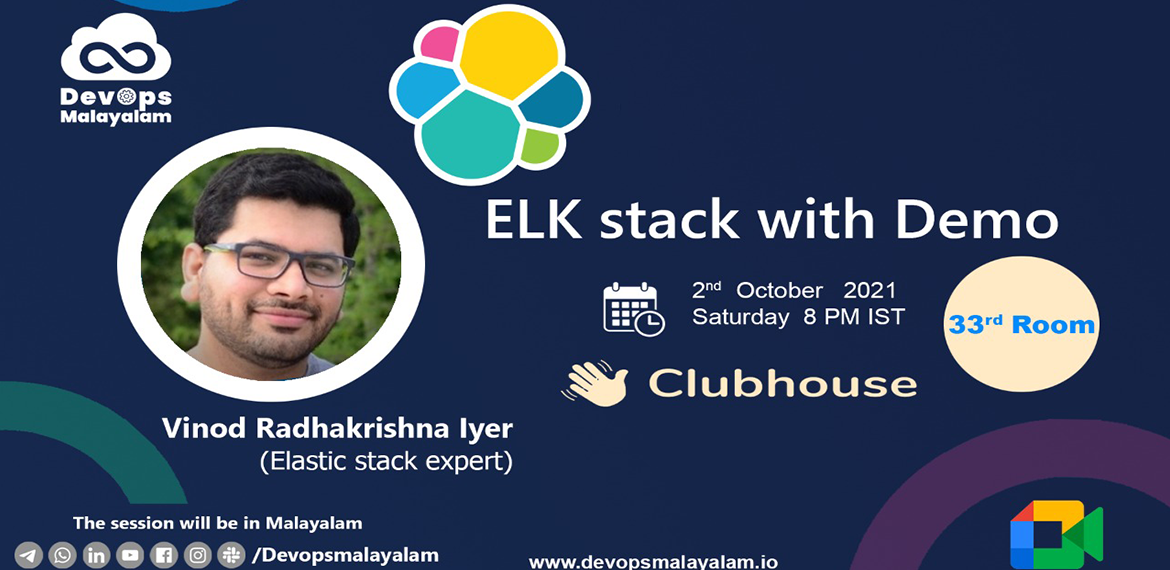 DevOps
Malayalam
ELK stack with Demo
2nd October 2021
Saturday 8 PM IST
33rd Room
Clubhouse
Vinod Radhakrishna Iyer
(Elastic stack expert)
The session will be in Malayalam
/Devopsmalayalam
www.devopsmalayalam.io